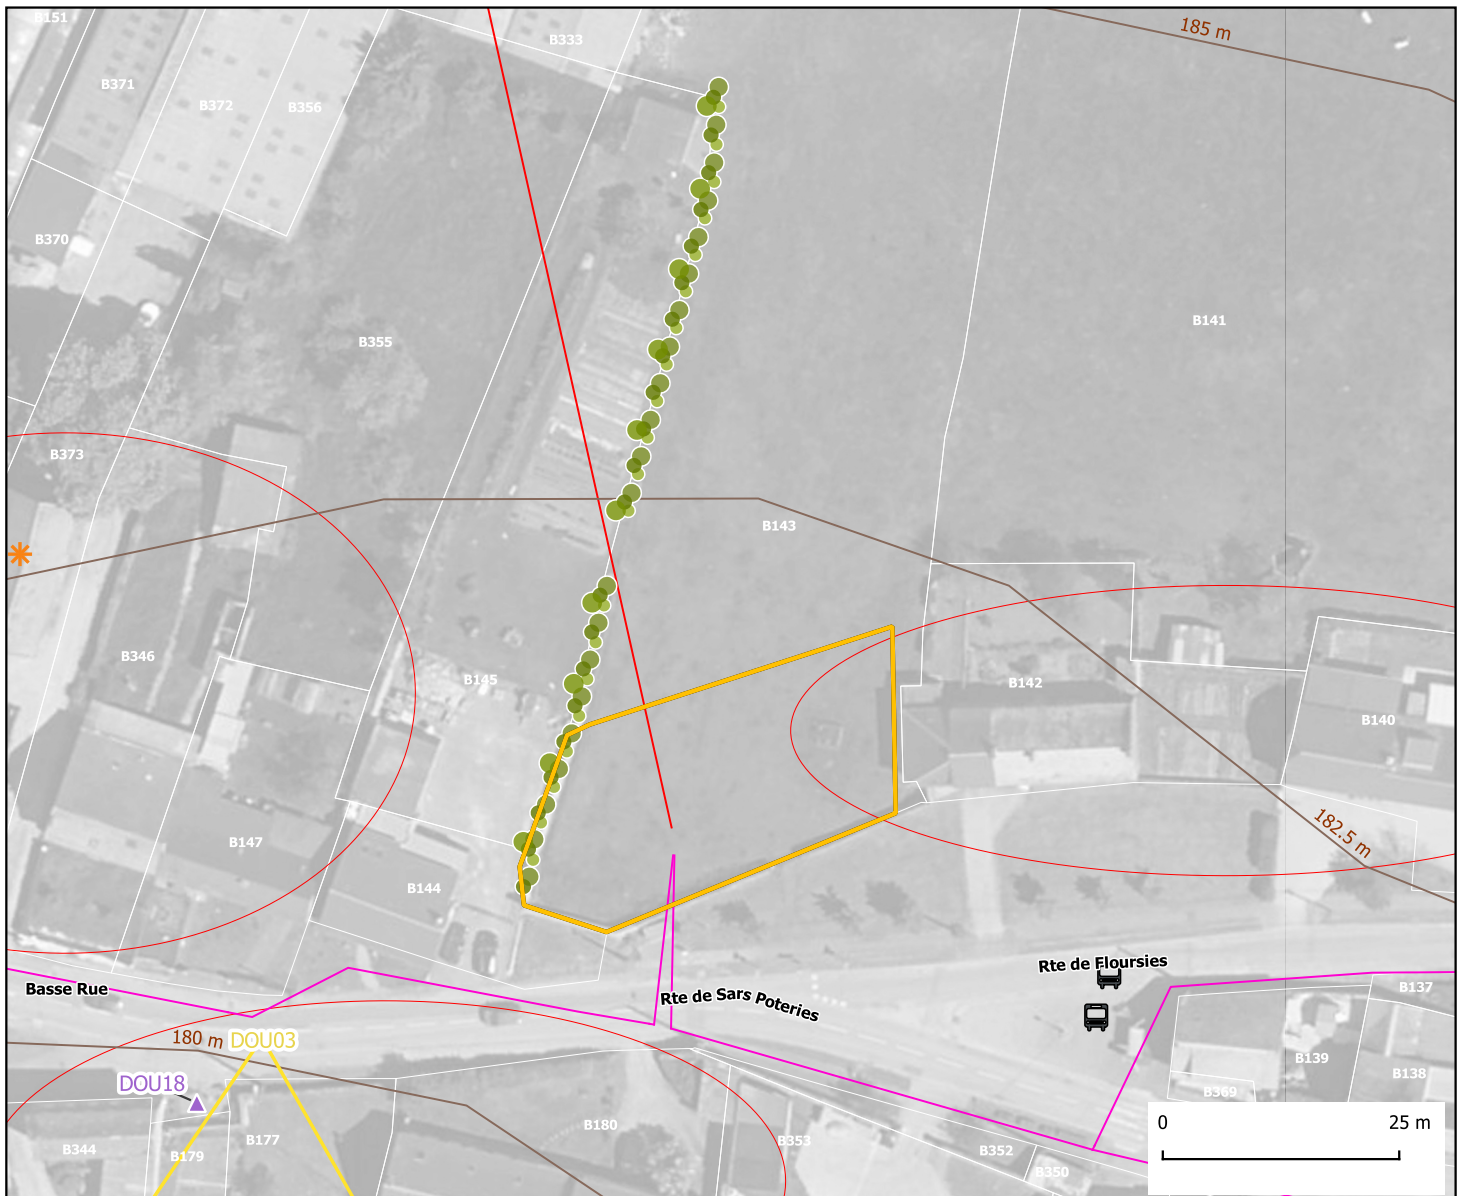 B151
B333
185 m
B371
B372
B356
B370
B141
B355
B373
B143
B346
B145
B142
B140
182.5 m
B147
B144
Rte de Floursies
Basse Rue
Rte de Sars Poteries
B137
180 m
DOU03
B139
B138
DOU18
B369
0
25 m
B180
B177
B353
B344
B179
B352
B350